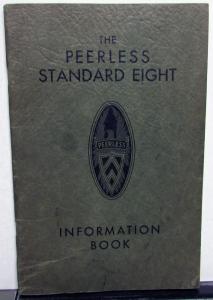 THE
PEERLESS
STANDARD EIGHT
PEERLESS
INFORMATION
BOOK